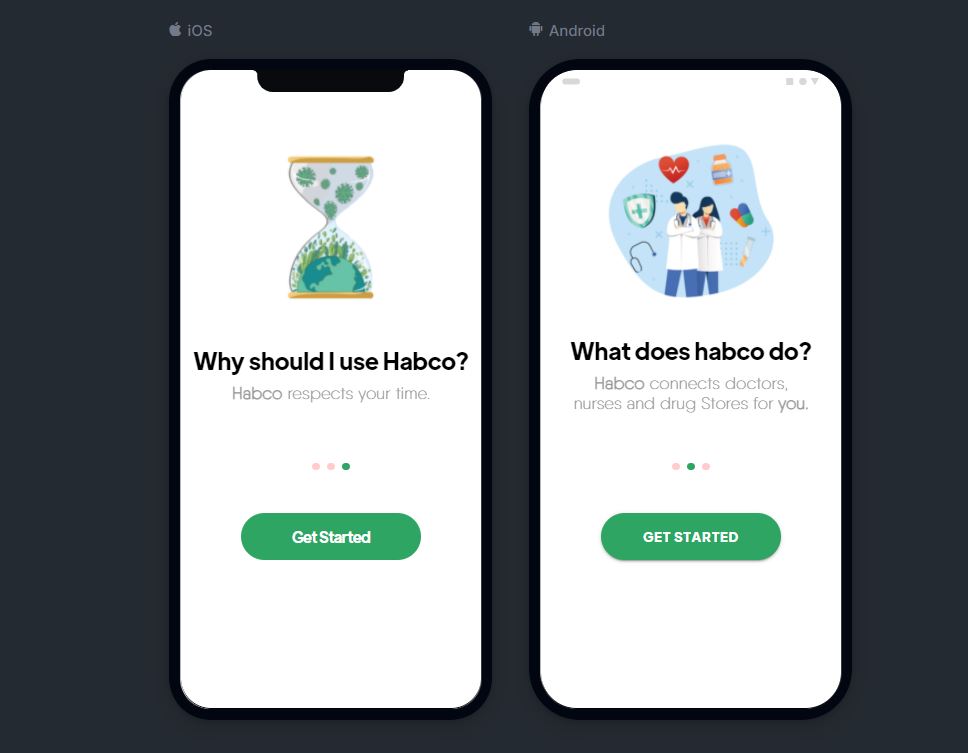 iOS
Why should I use Habco?
Habco respects your time.
Get Started
Android
What does habco do?
Habco connects doctors,
nurses and drug Stores for you.
GET STARTED